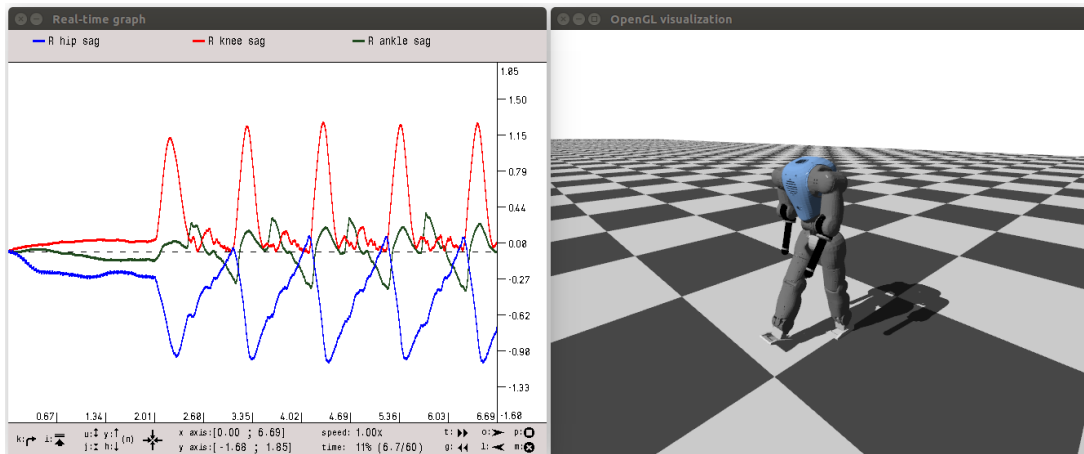 Real-time graph
OpenGL visualization
R hip sag R knee sag R ankle sag
1.85
1.50
1.15
0.79
0.44
0.08
-0.27
-0.62
-0.98
-1.33
-1.68
0.67 1.34 2.01 2.68 3.35 4.02 4.69 5.36 6.03 6.69
k: i: u: y: (n) x axis:[0.00 ; 6.69] speed: 1.00x t: o: p:
j: h: y axis:[-1.68 ; 1.85] time: 11% (6.7/60) g: l: m: